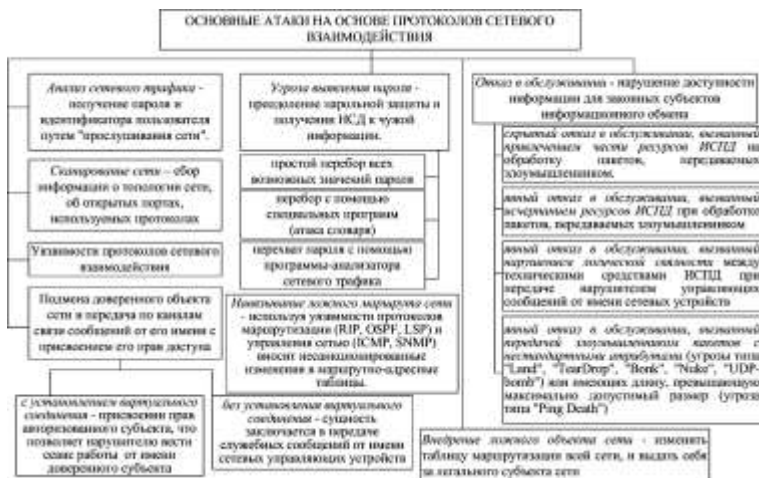 ОСНОВНЫЕ АТАКИ НА ОСНОВЕ ПРОТОКОЛОВ СЕТЕВОГО
ВЗАИМОДЕЙСТВИЯ
Анализ сетевого трафика -
получение пароля и
идентификатора пользователя
путем "прослушивания сети".
Сканирование сети – сбор
информации о топологии сети,
об открытых портах,
используемых протоколах
Уязвимости протоколов сетевого
взаимодействия
Подмена доверенного объекта
сети и передача по каналам
связи сообщений от его имени с
присвоением его прав доступа
с установлением виртуального
соединения - присвоении прав
авторизованного субъекта, что
позволяет нарушителю вести
сеанс работы от имени
доверенного субъекта
Угроза выявления пароля -
преодоление парольной защиты и
получения НСД к чужой
информации.
простой перебор всех
возможных значений пароля
перебор с помощью
специальных программ
(атака словаря)
перехват пароля с помощью
программы-анализатора
сетевого трафика
Навязывание ложного маршрута сети
- используя уязвимости протоколов
маршрутизации (RIP, OSPF, LSP) и
управления сетью (ICMP, SNMP)
вносит несанкционированные
изменения в маршрутно-адресные
таблицы.
без установления виртуального
соединения - сущность
заключается в передаче
служебных сообщений от имени
сетевых управляющих устройств
Отказ в обслуживании - нарушение доступности
информации для законных субъектов
информационного обмена
скрытый отказ в обслуживании, вызванный
привлечением части ресурсов ИСПД на
обработку пакетов, передаваемых
злоумышленником.
явный отказ в обслуживании, вызванный
исчерпанием ресурсов ИСПД при обработке
пакетов, передаваемых злоумышленником
явный отказ в обслуживании, вызванный
нарушением логической связности между
техническими средствами ИСПД при
передаче нарушителем управляющих
сообщений от имени сетевых устройств
явный отказ в обслуживании, вызванный
передачей злоумышленником пакетов с
нестандартными атрибутами (угрозы типа
"Land", "TearDrop", "Bonk", "Nuke", "UDP-
bomb") или имеющих длину, превышающую
максимально допустимый размер (угроза
типа "Ping Death")
Внедрение ложного объекта сети - изменять
таблицу маршрутизации всей сети, и выдать себя
за легального субъекта сети